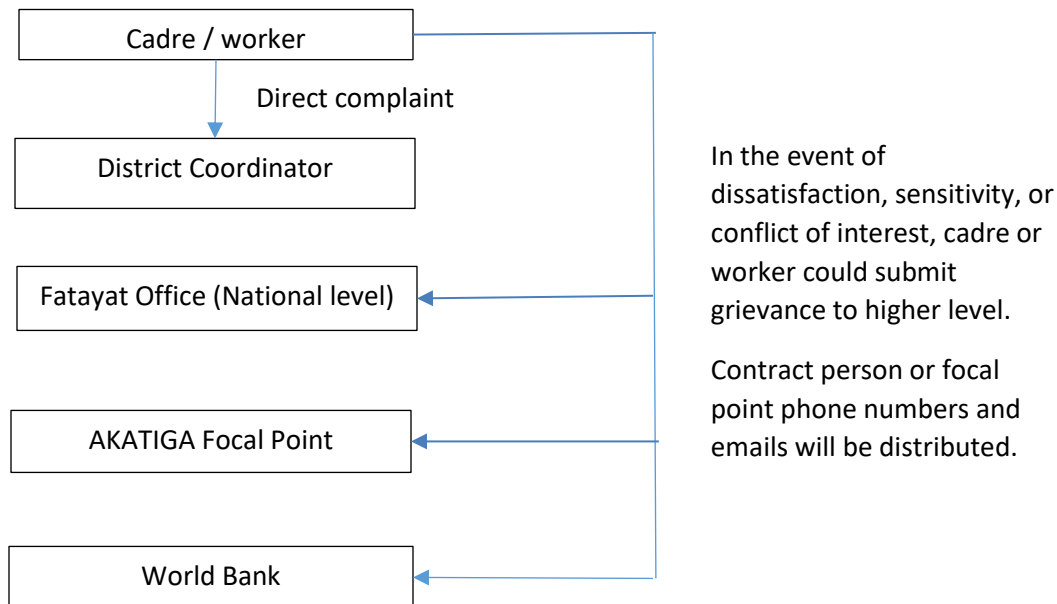 Cadre / worker
Direct complaint
District Coordinator
Fatayat Office (National level)
AKATIGA Focal Point
World Bank
In the event of
dissatisfaction, sensitivity, or
conflict of interest, cadre or
worker could submit
grievance to higher level.
Contract person or focal
point phone numbers and
emails will be distributed.